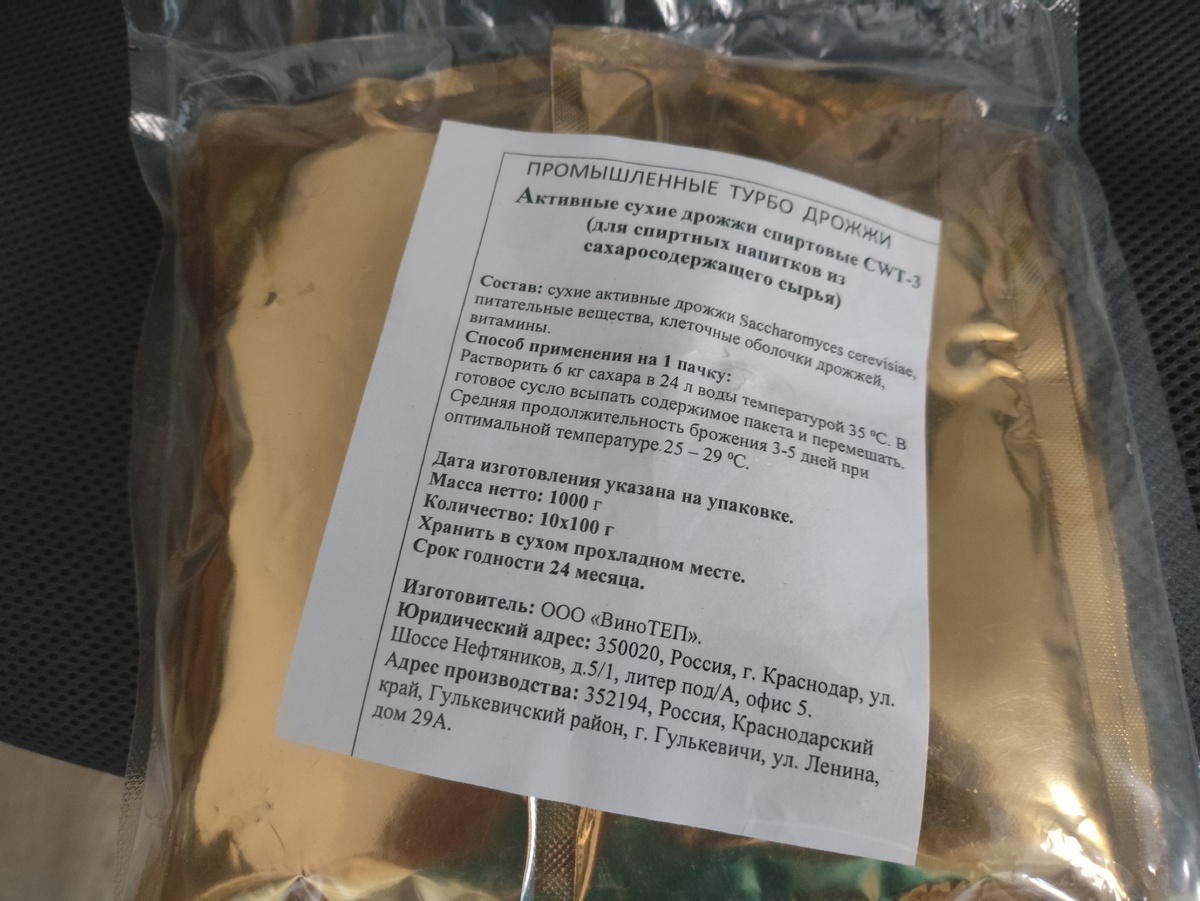 ПРОМЫШЛЕННЫЕ ТУРБО ДРОЖЖИ
Активные сухие дрожжи спиртовые CWT-3
(для спиртных напитков из
сахаросодержащего сырья)
Состав: сухие активные дрожжи Saccharomyces cerevisiae,
питательные вещества, клеточные оболочки дрожжей,
витамины.
Способ применения на 1 пачку:
Растворить 6 кг сахара в 24 л воды температурой 35 ⁰С. В
готовое сусло всыпать содержимое пакета и перемешать.
Средняя продолжительность брожения 3-5 дней при
оптимальной температуре 25 – 29 ⁰С.
Дата изготовления указана на упаковке.
Масса нетто: 1000 г
Количество: 10х100 г
Хранить в сухом прохладном месте.
Срок годности 24 месяца.
Изготовитель: ООО «ВиноТЕП».
Юридический адрес: 350020, Россия, г. Краснодар, ул.
Шоссе Нефтяников, д.5/1, литер под/А, офис 5.
Адрес производства: 352194, Россия, Краснодарский
край, Гулькевичский район, г. Гулькевичи, ул. Ленина,
дом 29А.